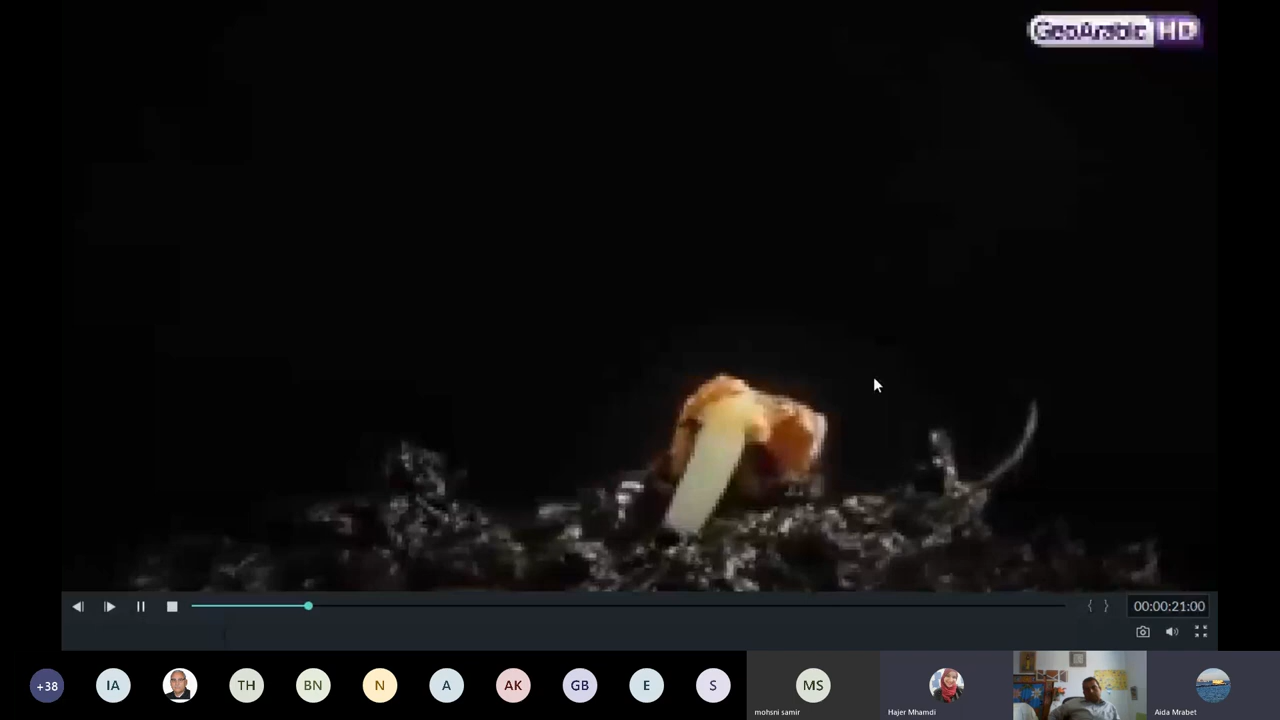 GeoArabic HD
00:00:21:00
+38
IA
TH
BN
N
A
AK
GB
E
S
MS
mohsni samir
Hajer Mhamdi
Aida Mrabet